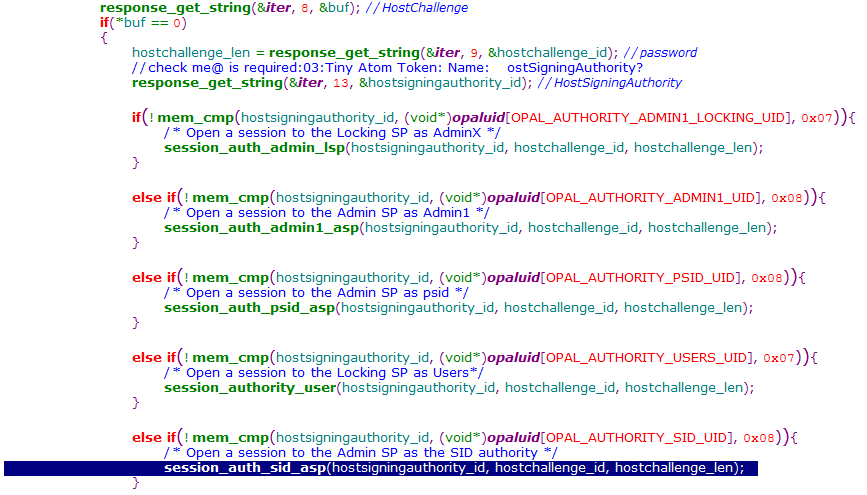 response_get_string(&iter, 8, &buf); //HostChallenge
if(*buf == 0)
{
hostchallenge_len = response_get_string(&iter, 9, &hostchallenge_id); //password
//check me@ is required:03:Tiny Atom Token: Name: ostSigningAuthority?
response_get_string(&iter, 13, &hostsigningauthority_id); //HostSigningAuthority
if(! mem_cmp(hostsigningauthority_id, (void*)opaluid[OPAL_AUTHORITY_ADMIN1_LOCKING_UID], 0x07)){
/* Open a session to the Locking SP as AdminX */
session_auth_admin_lsp(hostsigningauthority_id, hostchallenge_id, hostchallenge_len);
}
else if(! mem_cmp(hostsigningauthority_id, (void*)opaluid[OPAL_AUTHORITY_ADMIN1_UID], 0x08)){
/* Open a session to the Admin SP as Admin1 */
session_auth_admin1_asp(hostsigningauthority_id, hostchallenge_id, hostchallenge_len);
}
else if(! mem_cmp(hostsigningauthority_id, (void*)opaluid[OPAL_AUTHORITY_PSID_UID], 0x08)){
/* Open a session to the Admin SP as psid */
session_auth_psid_asp(hostsigningauthority_id, hostchallenge_id, hostchallenge_len);
}
else if(! mem_cmp(hostsigningauthority_id, (void*)opaluid[OPAL_AUTHORITY_USERS_UID], 0x07)){
/* Open a session to the Locking SP as Users*/
session_authority_user(hostsigningauthority_id, hostchallenge_id, hostchallenge_len);
}
else if(! mem_cmp(hostsigningauthority_id, (void*)opaluid[OPAL_AUTHORITY_SID_UID], 0x08)){
/* Open a session to the Admin SP as the SID authority */
session_auth_sid_asp(hostsigningauthority_id, hostchallenge_id, hostchallenge_len);
}